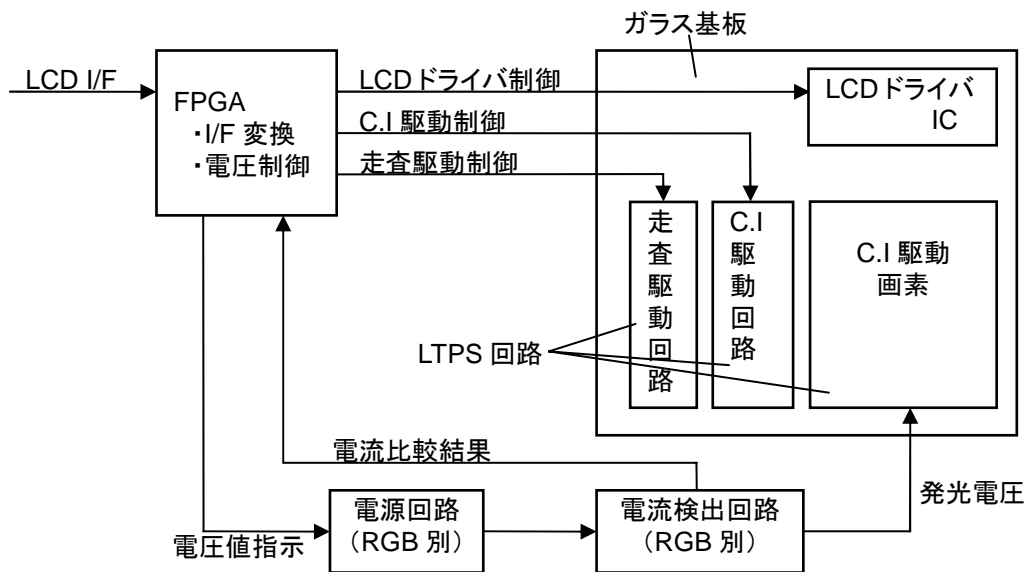 ガラス基板
LCD I/F
FPGA
・I/F 変換
・電圧制御
LCDドライバ制御
C.I 駆動制御
走査駆動制御
LCDドライバ
IC
走査駆動回路
C.I駆動回路
C.I 駆動
画素
LTPS 回路
電流比較結果
電圧値指示
電源回路
（RGB 別）
電流検出回路
（RGB 別）
発光電圧